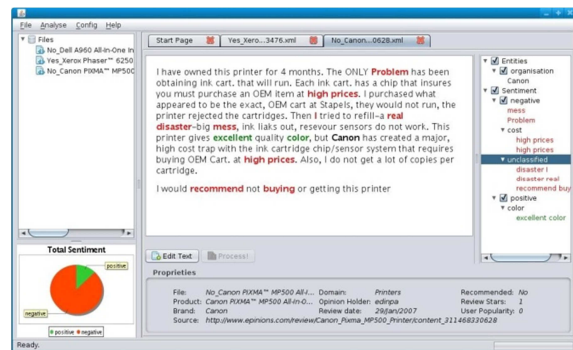 File Analyse Config Help
Files
No_Dell A960 All-In-One In
Yes_Xerox Phaser™ 6250
No_Canon PIXMA™ MP500
Start Page
Yes_Xero...3476.xml
No_Canon...0628.xml
I have owned this printer for 4 months. The ONLY Problem has been
obtaining ink cart. that will run. Each ink cart. has a chip that insures
you must purchase an OEM item at high prices. I purchased what
appeared to be the exact, OEM cart at Stapels, they would not run, the
printer rejected the cartridges. Then I tried to refill-a real
disaster-big mess, ink liaks out, resevour sensors do not work. This
printer gives excellent quality color, but Canon has created a major,
high cost trap with the ink cartridge chip/sensor system that requires
buying OEM Cart. at high prices. Also, I do not get a lot of copies per
cartridge.
I would recommend not buying or getting this printer
Entities
organisation
Canon
Sentiment
negative
mess
Problem
cost
high prices
high prices
unclassified
disaster I
disaster real
recommend buy
positive
color
excellent color
Total Sentiment
positive
negative
positive negative
Edit Text
Process!
Proprieties
File: No_Canon PIXMA™ MP500 All-I... Domain: Printers Recommended: No
Product: Canon PIXMA™ MP500 All-In-O... Opinion Holder: edinpa Review Stars: 1
Brand: Canon Review date: 29/Jan/2007 User Popularity: 0
Source: http://www.epinions.com/review/Canon_Pixma_MP500_Printer/content_311468330628
Ready.